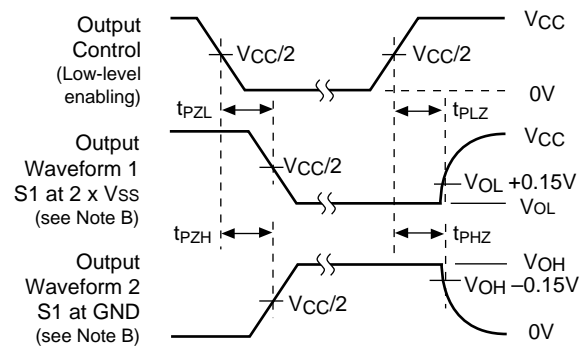 Output
Control
(Low-level
enabling)
VCC/2
VCC/2
VCC
0V
tPZL
tPLZ
Output
Waveform 1
S1 at 2 x VSS
(see Note B)
VCC/2
VCC
VOL +0.15V
VOL
tPZH
tPHZ
Output
Waveform 2
S1 at GND
(see Note B)
VCC/2
VOH
VOH –0.15V
0V